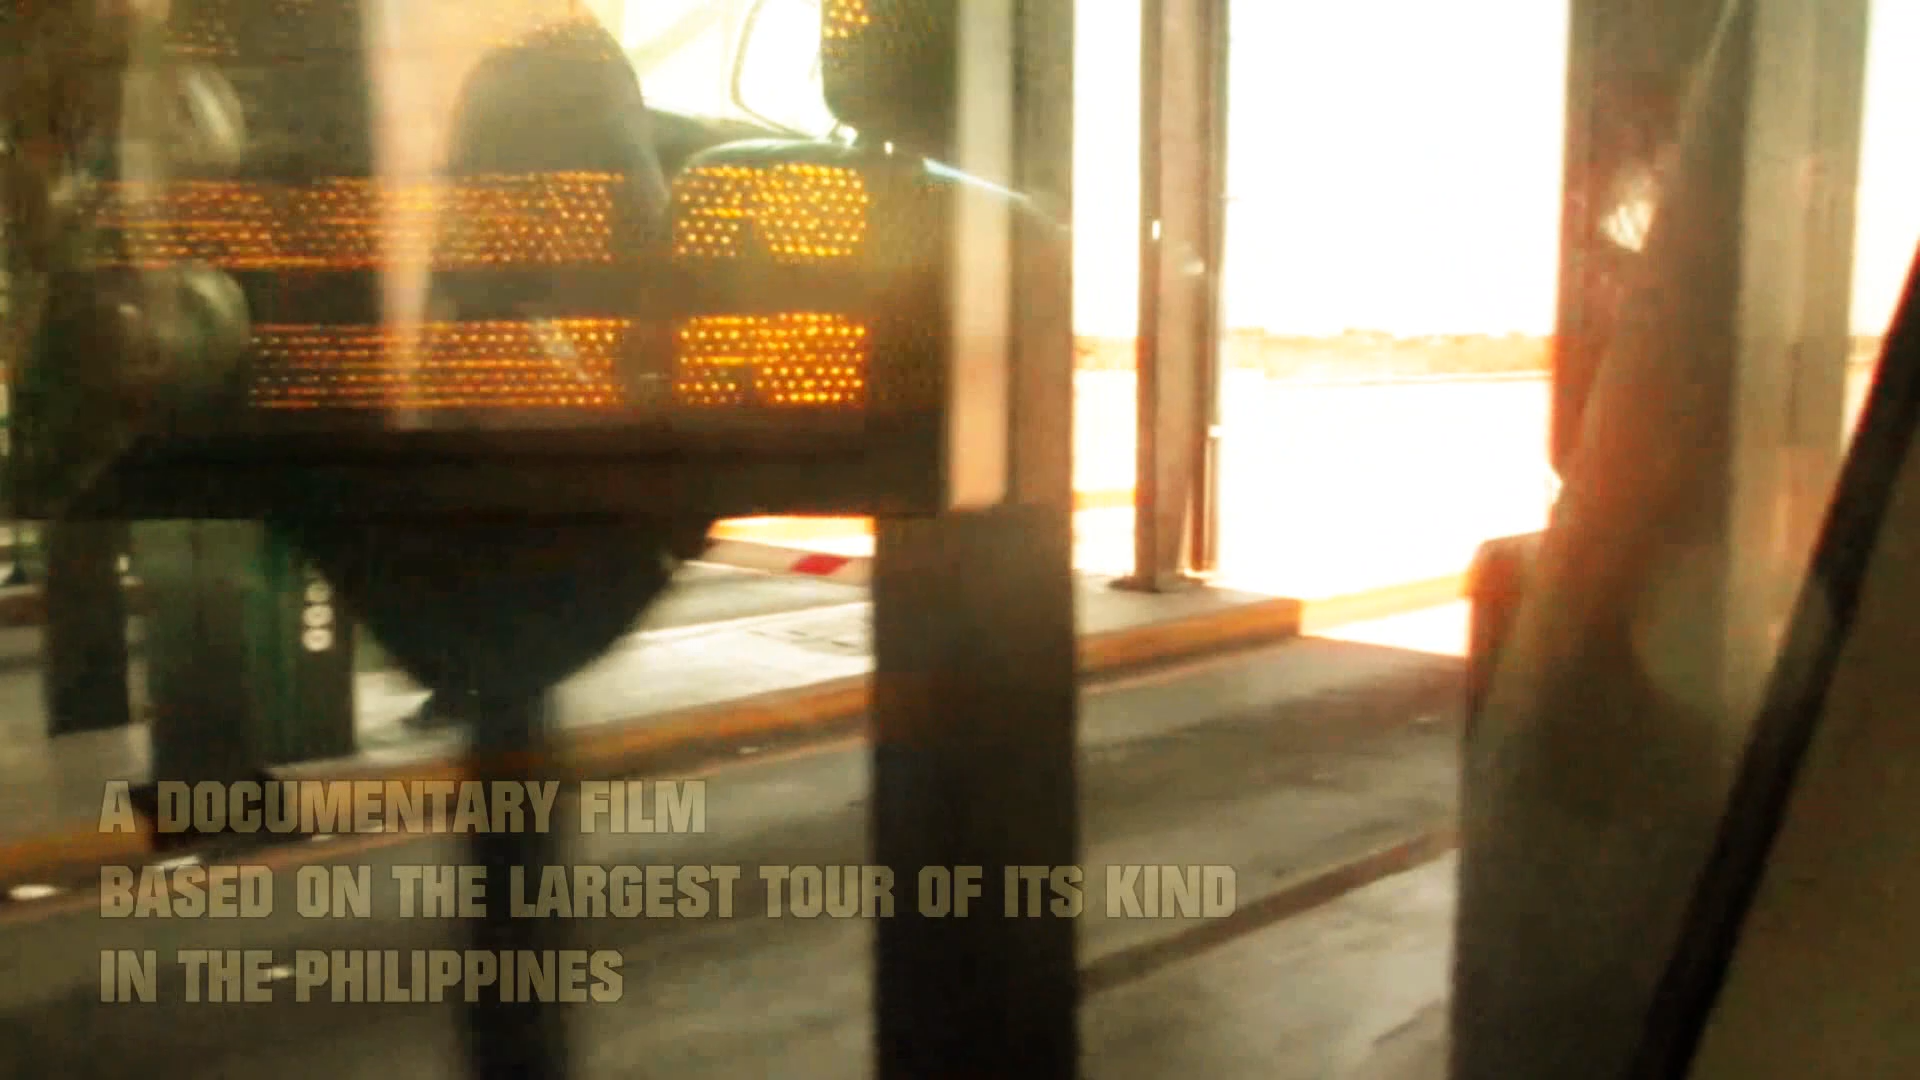 A DOCUMENTARY FILM
BASED ON THE LARGEST TOUR OF ITS KIND
IN THE PHILIPPINES